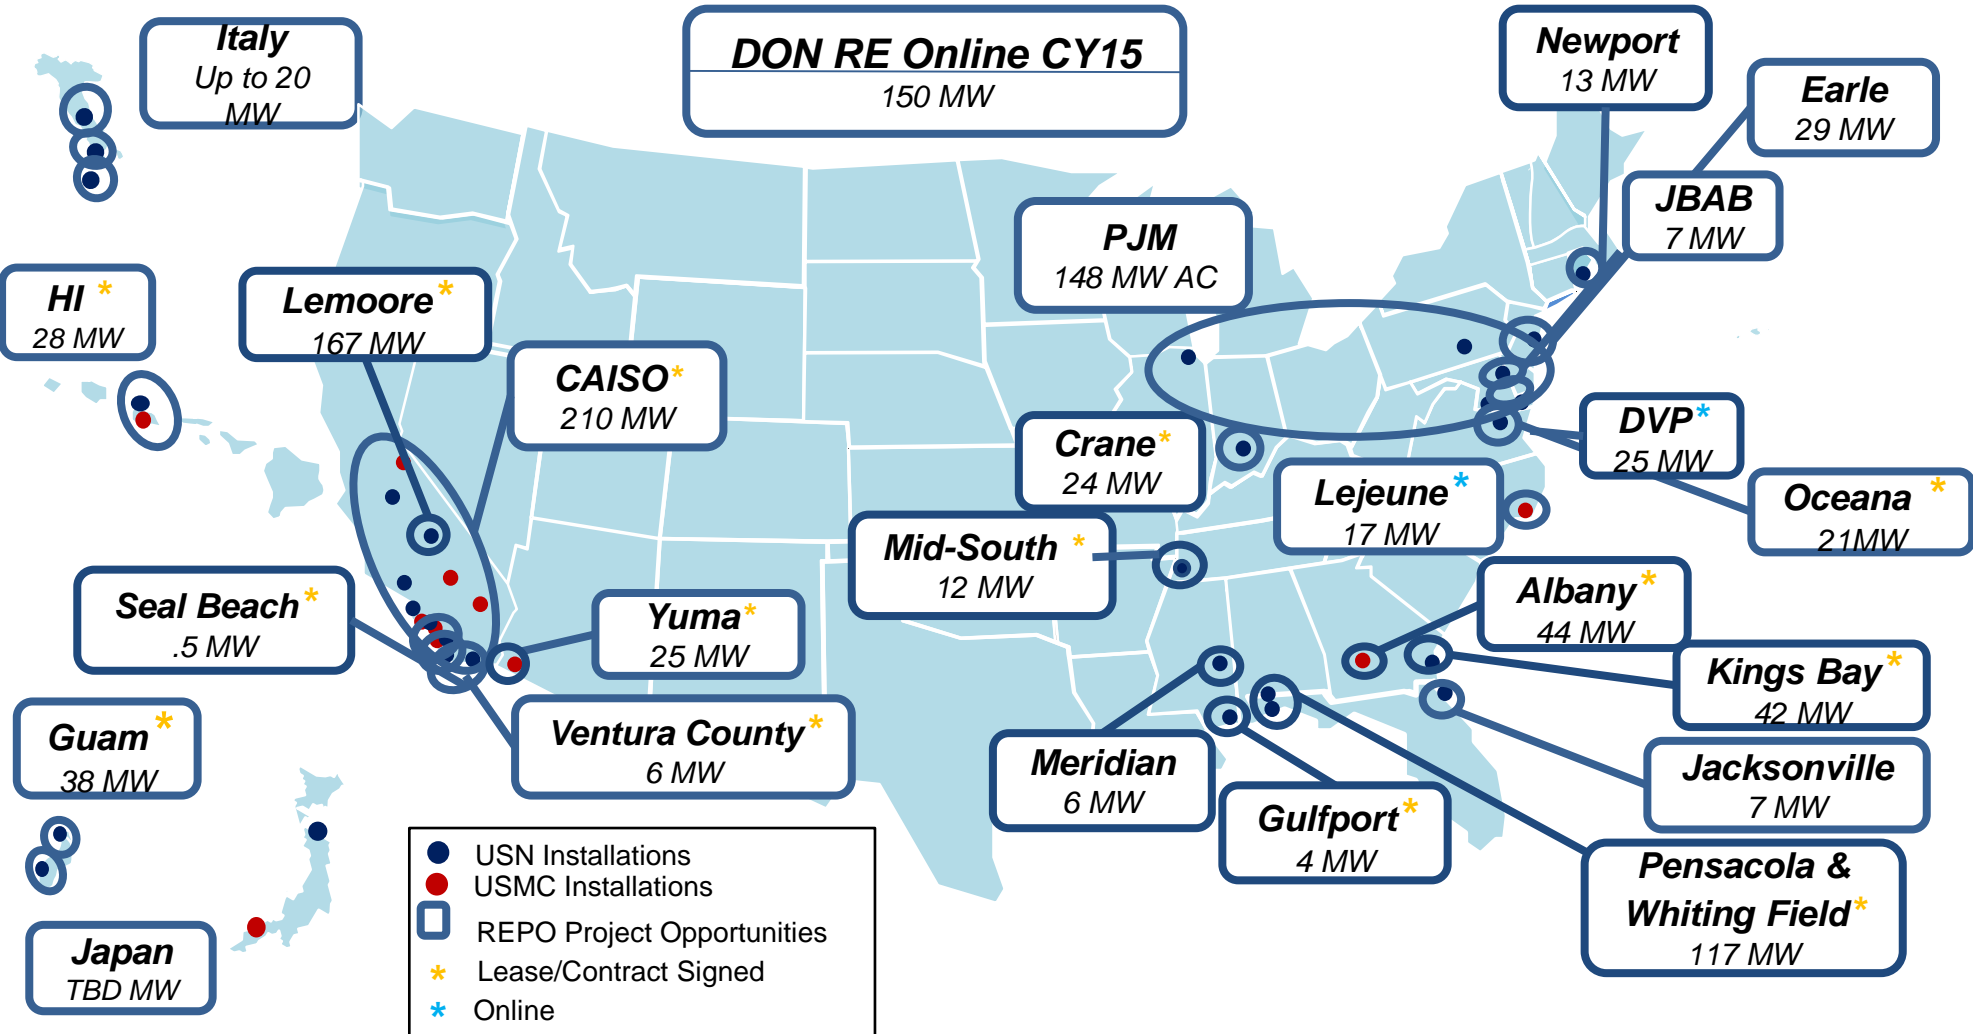 Italy
Up to 20
MW
DON RE Online CY15
150 MW
Newport
13 MW
Earle
29 MW
JBAB
7 MW
PJM
148 MW AC
HI *
28 MW
Lemoore*
167 MW
CAISO*
210 MW
Crane*
24 MW
DVP*
25 MW
Lejeune*
17 MW
Oceana *
21MW
Mid-South *
12 MW
Seal Beach*
.5 MW
Yuma*
25 MW
Albany*
44 MW
Kings Bay*
42 MW
Guam*
38 MW
Ventura County*
6 MW
Meridian
6 MW
Jacksonville
7 MW
Gulfport*
4 MW
Pensacola &
Whiting Field*
117 MW
Japan
TBD MW
USN Installations
USMC Installations
REPO Project Opportunities
* Lease/Contract Signed
* Online